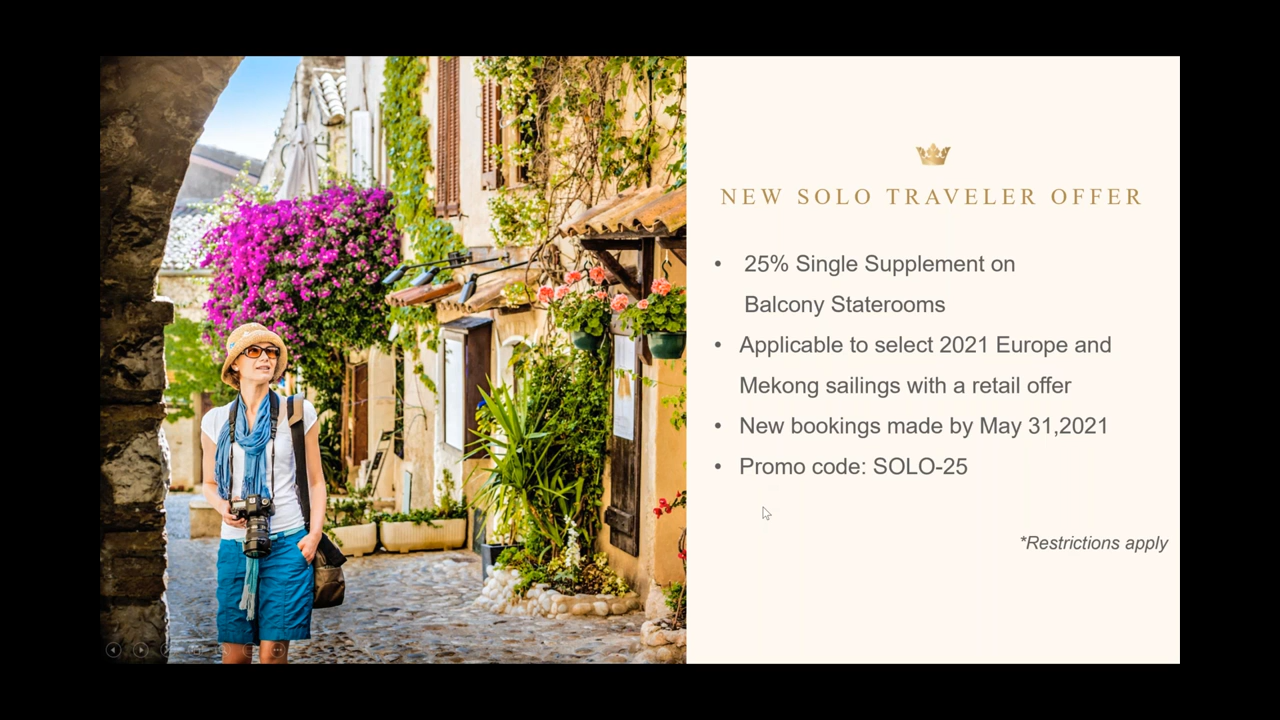 NEW SOLO TRAVELER OFFER
• 25% Single Supplement on
Balcony Staterooms
• Applicable to select 2021 Europe and
Mekong sailings with a retail offer
• New bookings made by May 31,2021
• Promo code: SOLO-25
*Restrictions apply